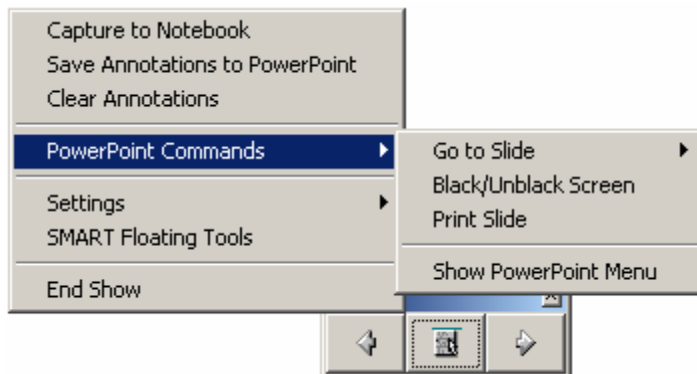 Capture to Notebook
Save Annotations to PowerPoint
Clear Annotations
PowerPoint Commands
Settings
SMART Floating Tools
End Show
Go to Slide
Black/Unblack Screen
Print Slide
Show PowerPoint Menu